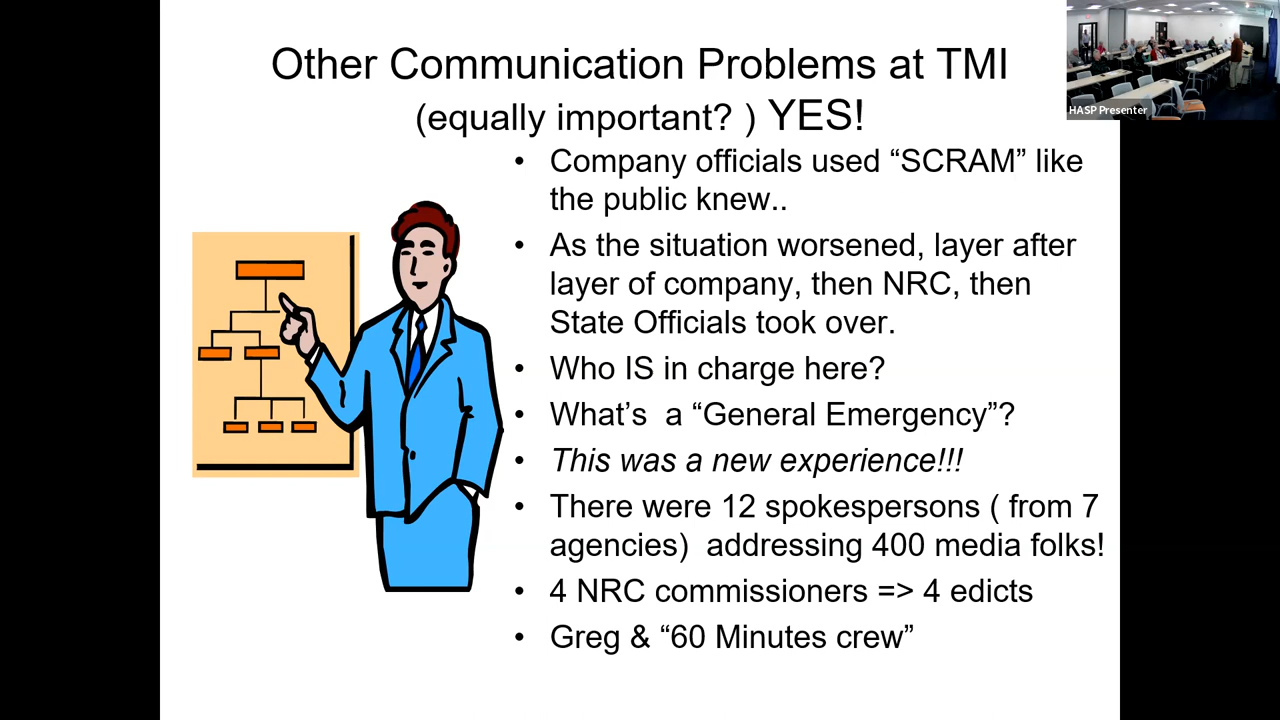 Other Communication Problems at TMI
(equally important? ) YES!
• Company officials used “SCRAM” like
the public knew..
• As the situation worsened, layer after
layer of company, then NRC, then
State Officials took over.
• Who IS in charge here?
• What’s  a “General Emergency”?
• This was a new experience!!!
• There were 12 spokespersons ( from 7
agencies)  addressing 400 media folks!
• 4 NRC commissioners => 4 edicts
• Greg & “60 Minutes crew”
HASP Presenter